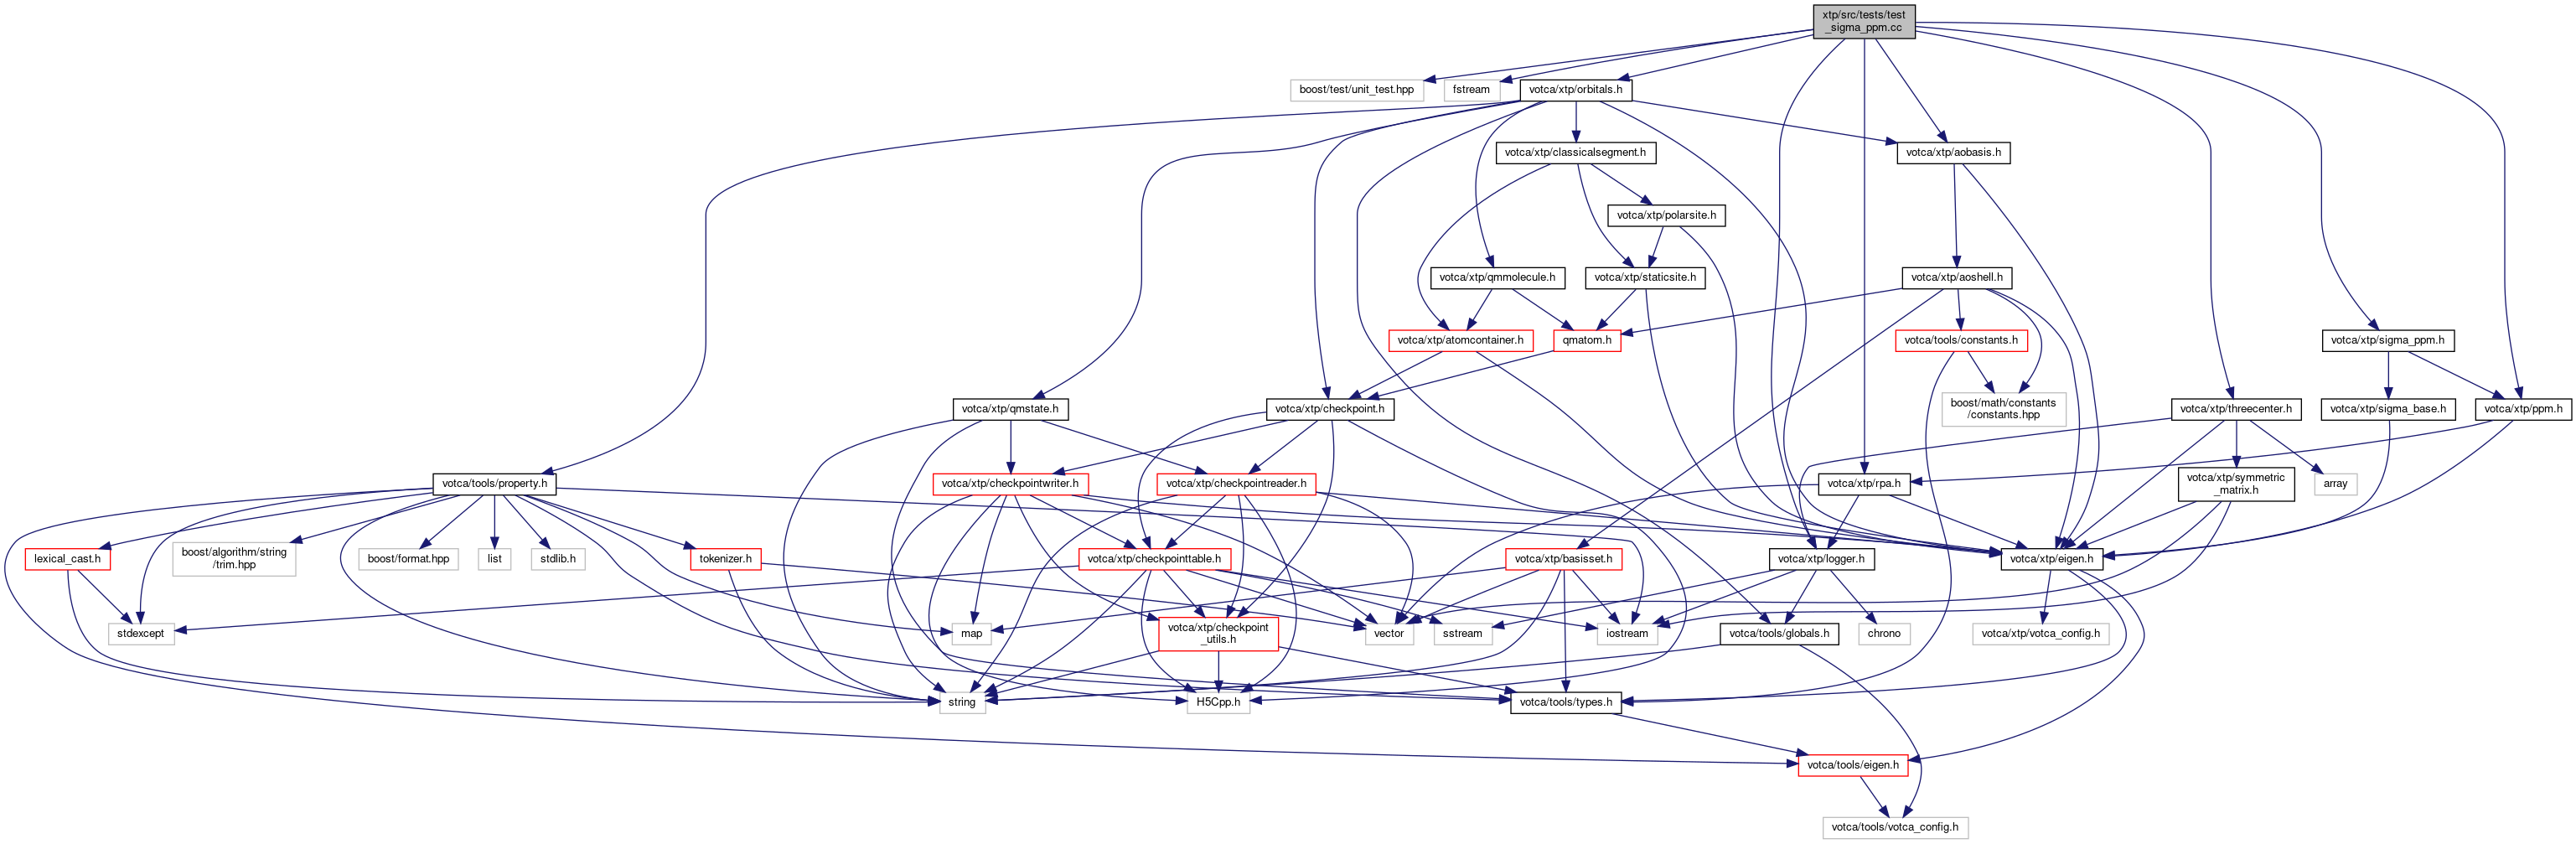 xtp/src/tests/test
_sigma_ppm.cc
boost/test/unit_test.hpp
fstream
votca/xtp/orbitals.h
votca/xtp/classicalsegment.h
votca/xtp/aobasis.h
votca/xtp/polarsite.h
votca/xtp/qmmolecule.h
votca/xtp/staticsite.h
votca/xtp/aoshell.h
votca/xtp/atomcontainer.h
qmatom.h
votca/tools/constants.h
votca/xtp/sigma_ppm.h
votca/xtp/qmstate.h
votca/xtp/checkpoint.h
boost/math/constants
/constants.hpp
votca/xtp/threecenter.h
votca/xtp/sigma_base.h
votca/xtp/ppm.h
votca/tools/property.h
votca/xtp/checkpointwriter.h
votca/xtp/checkpointreader.h
votca/xtp/rpa.h
votca/xtp/symmetric
_matrix.h
array
lexical_cast.h
boost/algorithm/string
/trim.hpp
boost/format.hpp
list
stdlib.h
tokenizer.h
votca/xtp/checkpointtable.h
votca/xtp/basisset.h
votca/xtp/logger.h
votca/xtp/eigen.h
stdexcept
map
votca/xtp/checkpoint
_utils.h
vector
sstream
iostream
votca/tools/globals.h
chrono
votca/xtp/votca_config.h
string
H5Cpp.h
votca/tools/types.h
votca/tools/eigen.h
votca/tools/votca_config.h